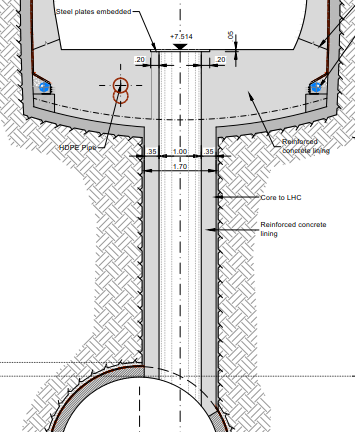 Steel plates embedded
+7.514
.05
.20
.20
HDPE Pipe
Reinforced
concrete lining
.35
1.00
.35
1.70
Core to LHC
Reinforced concrete
lining